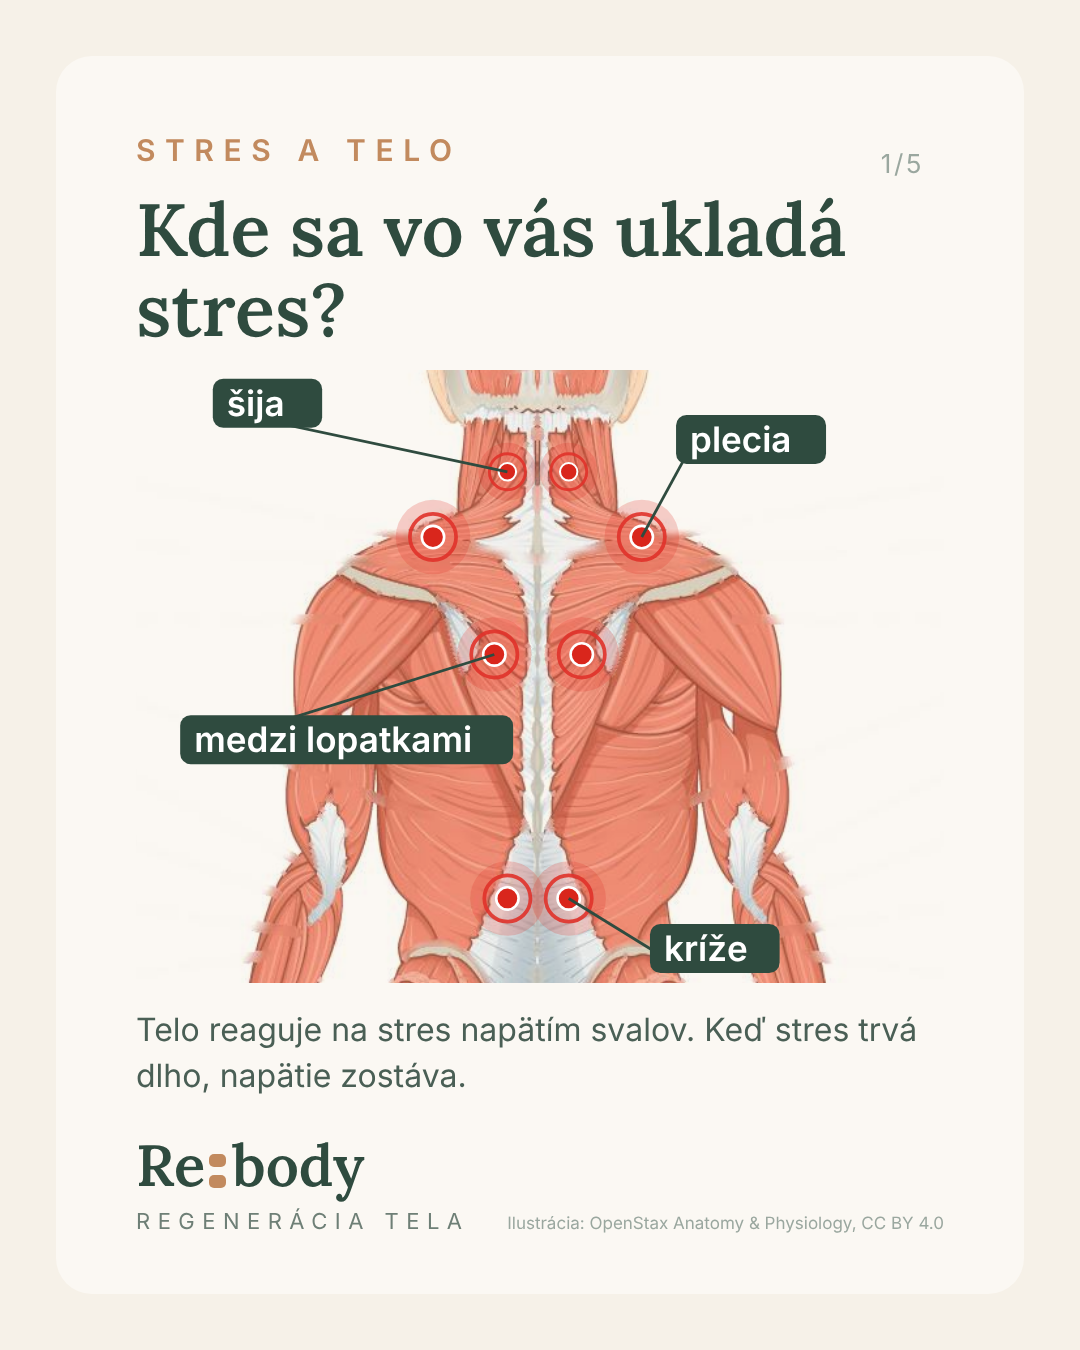 STRES A TELO
1/5
Kde sa vo vás ukladá
stres?
šija
plecia
medzi lopatkami
kríže
Telo reaguje na stres napätím svalov. Keď stres trvá
dlho, napätie zostáva.
Re:body
REGENERÁCIA TELA
Ilustrácia: OpenStax Anatomy & Physiology, CC BY 4.0